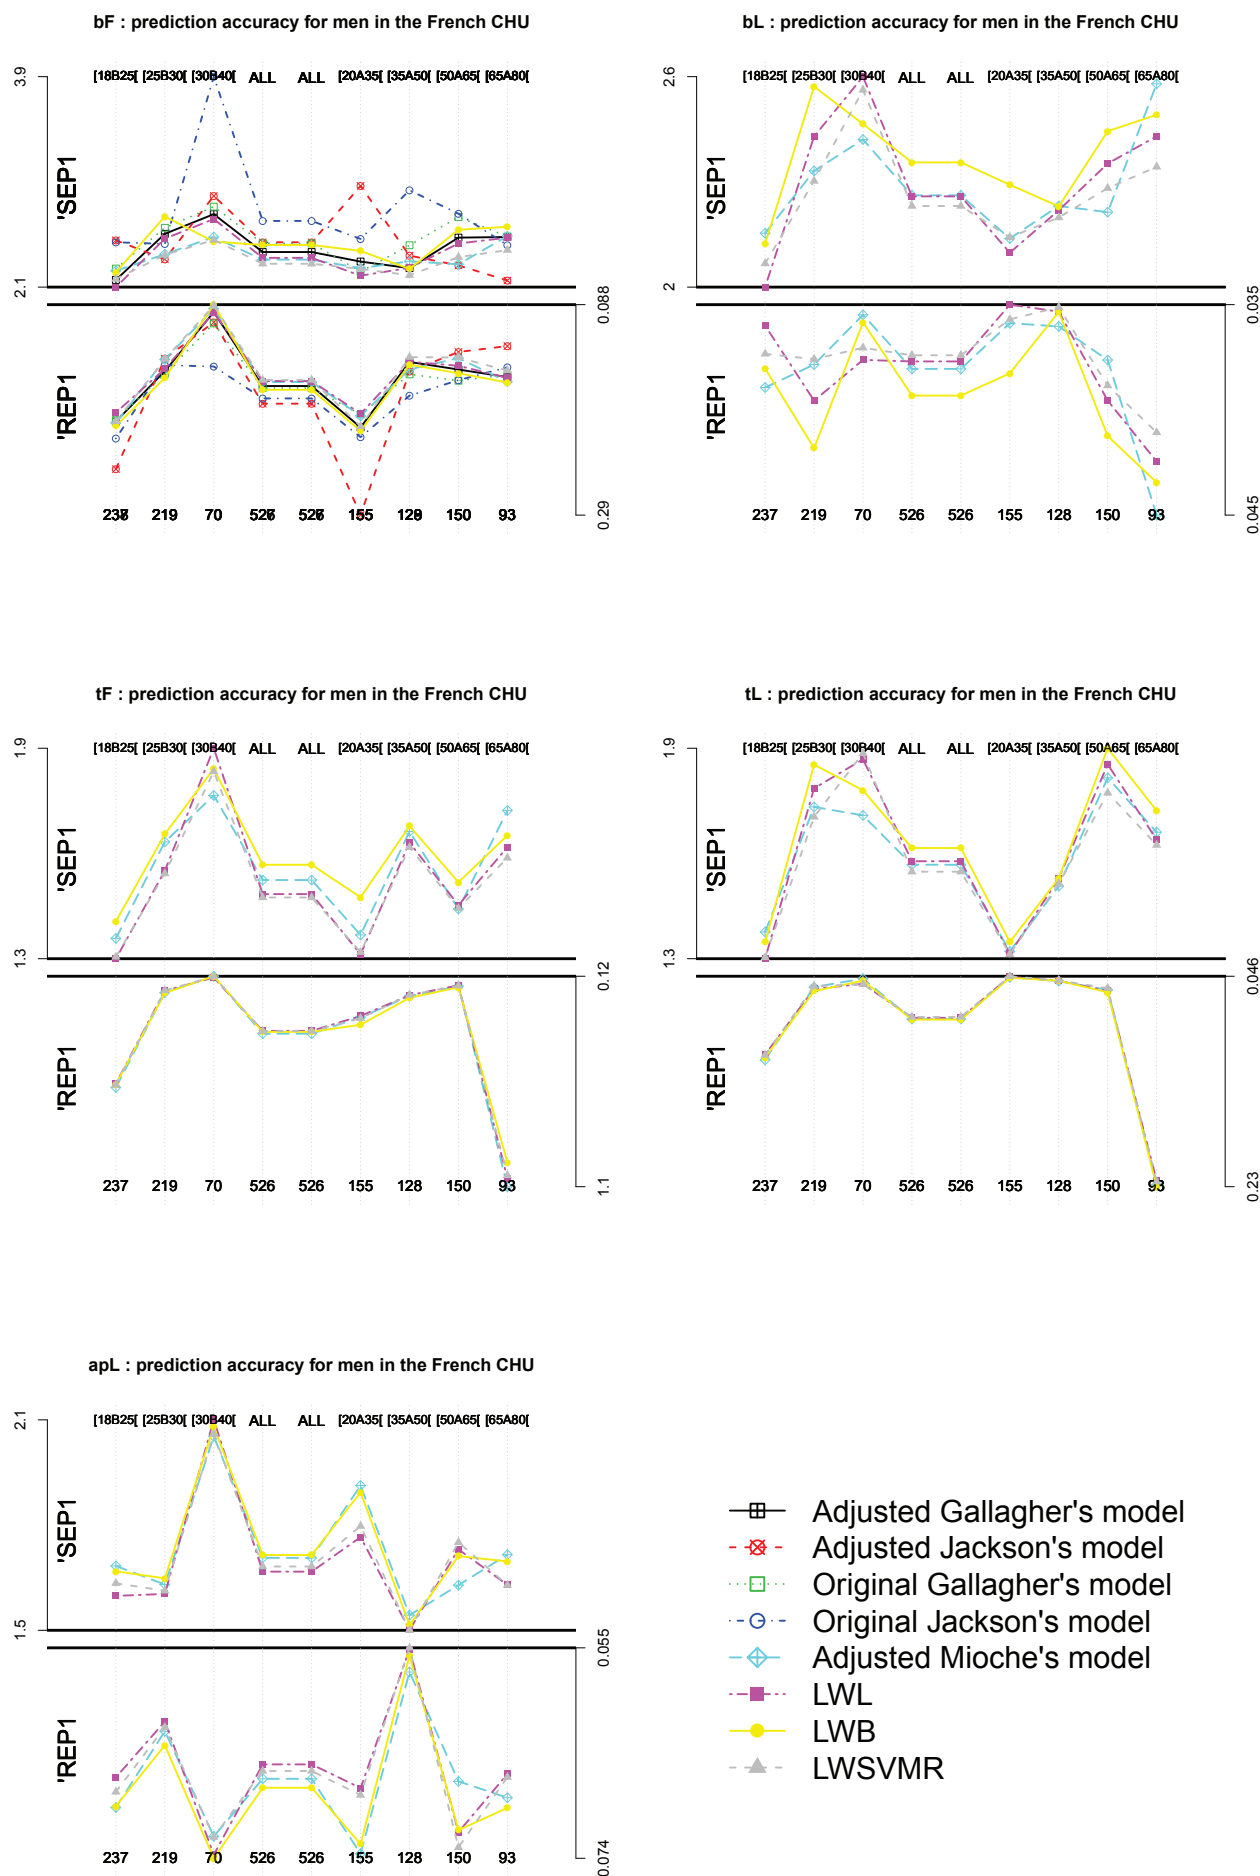 bF : prediction accuracy for men in the French CHU
[18B25[ [25B30[ [30B40[ ALL ALL [20A35[ [35A50[ [50A65[ [65A80[
3.9
'SEP1
2.1
0.088
'REP1
219 70 155 150 93
0.29
bL : prediction accuracy for men in the French CHU
[18B25[ [25B30[ [30B40[ ALL ALL [20A35[ [35A50[ [50A65[ [65A80[
2.6
'SEP1
2
0.035
'REP1
237 219 70 526 526 155 128 150 93
0.045
tF : prediction accuracy for men in the French CHU
[18B25[ [25B30[ [30B40[ ALL ALL [20A35[ [35A50[ [50A65[ [65A80[
1.9
'SEP1
1.3
0.12
'REP1
237 219 70 526 526 155 128 150 93
1.1
tL : prediction accuracy for men in the French CHU
[18B25[ [25B30[ [30B40[ ALL ALL [20A35[ [35A50[ [50A65[ [65A80[
1.9
'SEP1
1.3
0.046
'REP1
237 219 70 526 526 155 128 150 93
0.23
apL : prediction accuracy for men in the French CHU
[18B25[ [25B30[ [30B40[ ALL ALL [20A35[ [35A50[ [50A65[ [65A80[
2.1
'SEP1
1.5
0.055
'REP1
237 219 70 526 526 155 128 150 93
0.074
Adjusted Gallagher's model
Adjusted Jackson's model
Original Gallagher's model
Original Jackson's model
Adjusted Mioche's model
LWL
LWB
LWSVMR